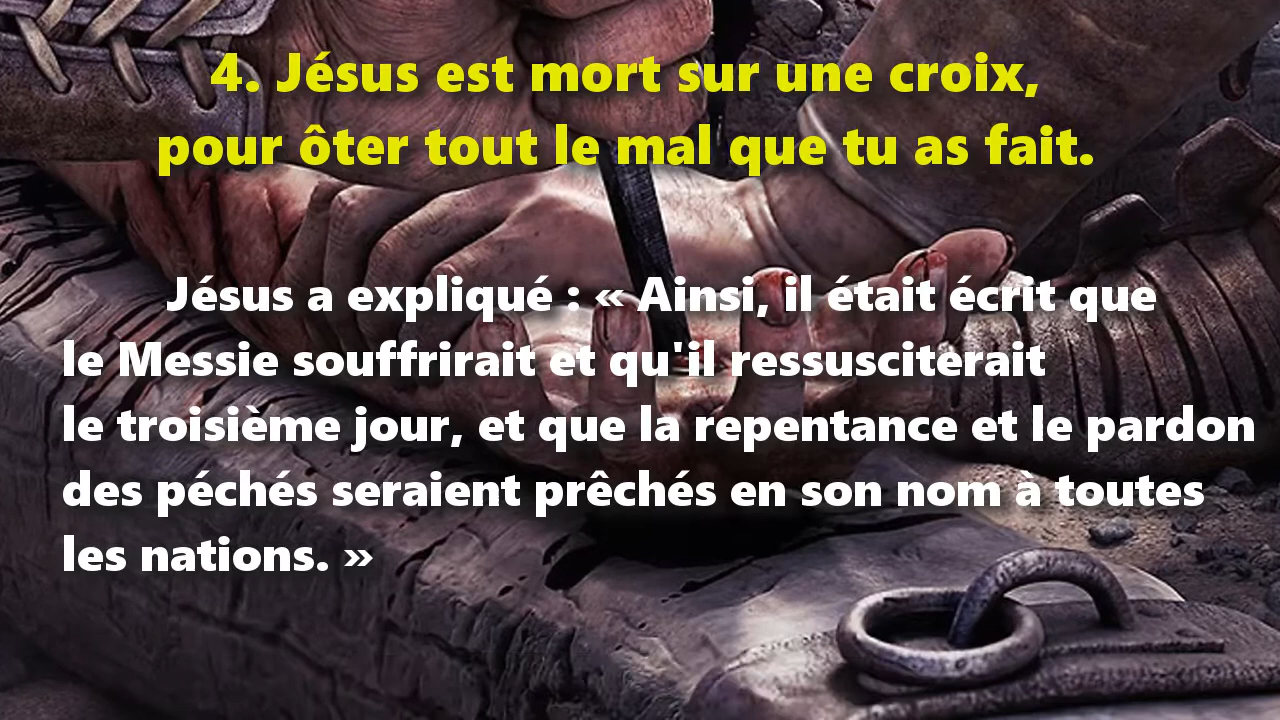 4. Jésus est mort sur une croix,
pour ôter tout le mal que tu as fait.
Jésus a expliqué : « Ainsi, il était écrit que
le Messie souffrirait et qu'il ressusciterait
le troisième jour, et que la repentance et le pardon
des péchés seraient prêchés en son nom à toutes
les nations. »